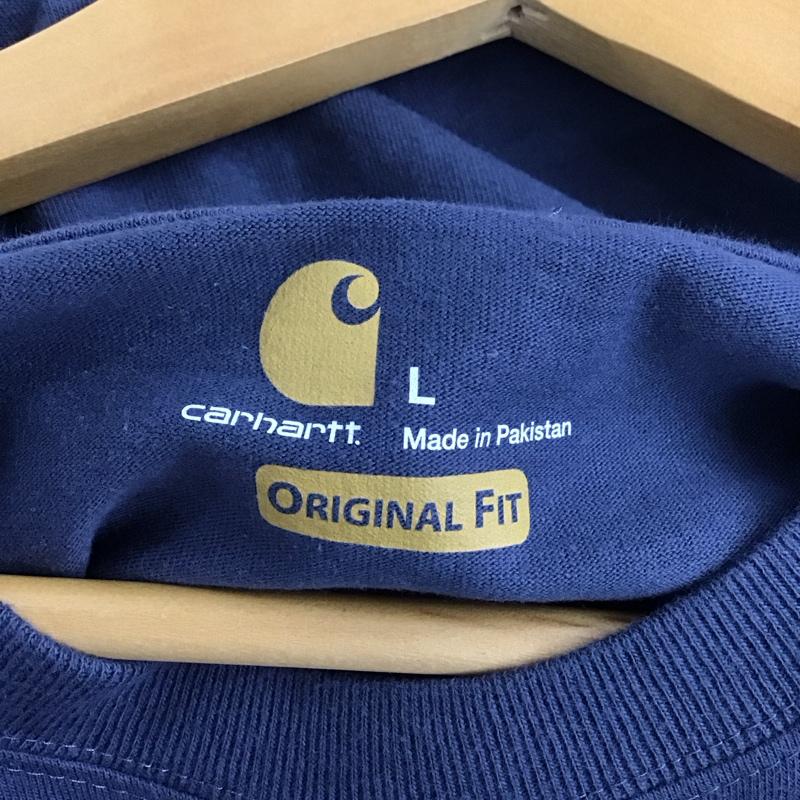 L
carhartt.
Made in Pakistan
ORIGINAL FIT